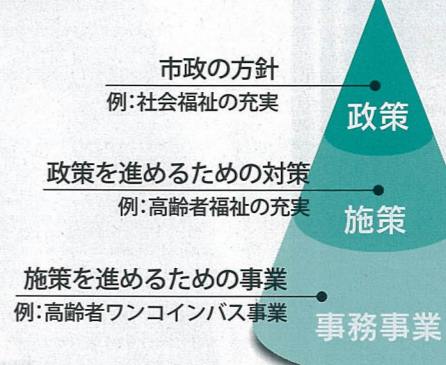 市政の方針
例：社会福祉の充実
政策
政策を進めるための対策
例：高齢者福祉の充実
施策
施策を進めるための事業
例：高齢者ワンコインバス事業
事務事業